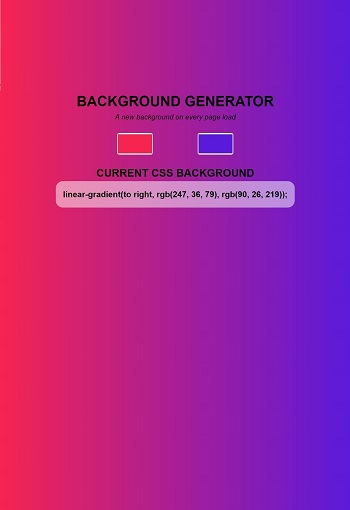 BACKGROUND GENERATOR
A new background on every page load
CURRENT CSS BACKGROUND
linear-gradient(to right, rgb(247, 36, 79), rgb(90, 26, 219));